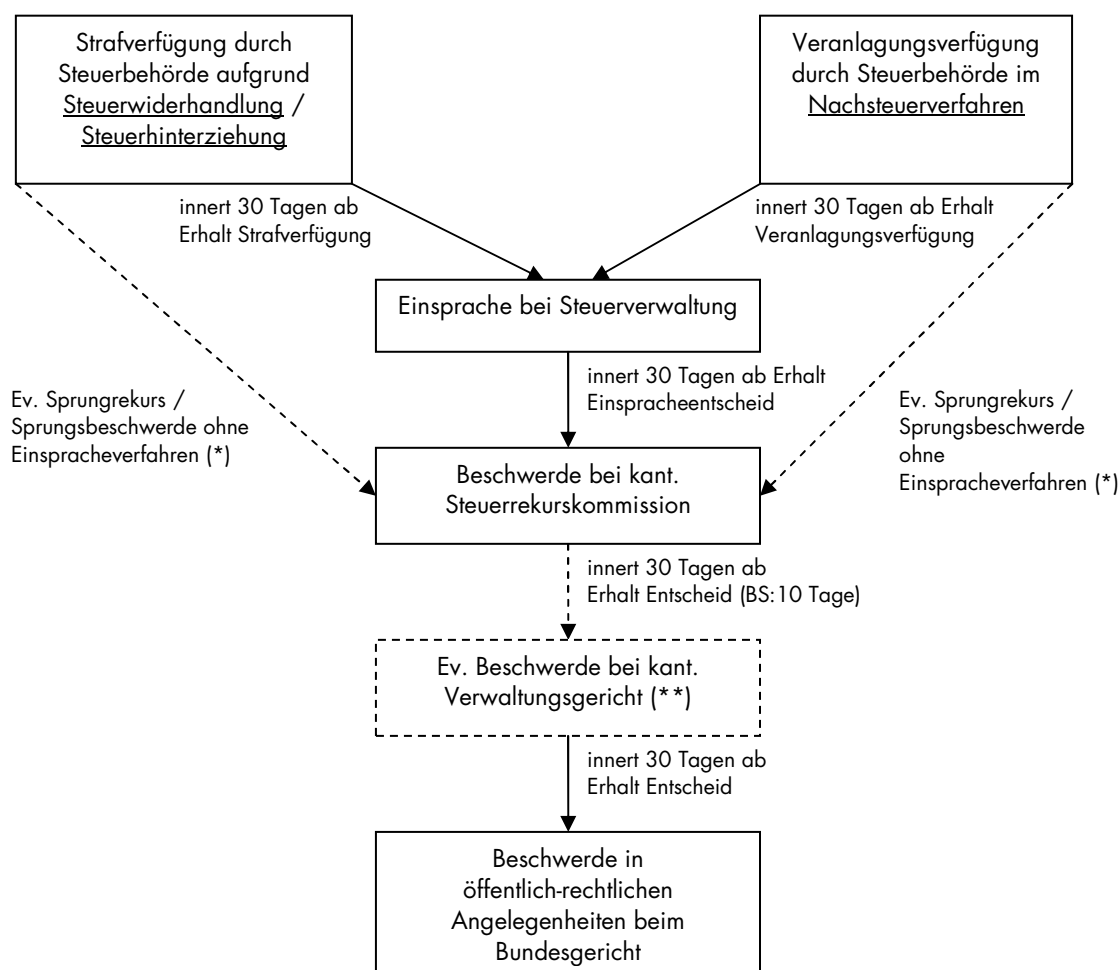 Strafverfügung durch
Steuerbehörde aufgrund
Steuerwiderhandlung /
Steuerhinterziehung
Veranlagungsverfügung
durch Steuerbehörde im
Nachsteuerverfahren
innert 30 Tagen ab
Erhalt Strafverfügung
innert 30 Tagen ab Erhalt
Veranlagungsverfügung
Einsprache bei Steuerverwaltung
innert 30 Tagen ab Erhalt
Einspracheentscheid
Ev. Sprungrekurs /
Sprungsbeschwerde ohne
Einspracheverfahren (*)
Ev. Sprungrekurs /
Sprungsbeschwerde
ohne
Einspracheverfahren (*)
Beschwerde bei kant.
Steuerrekurskommission
innert 30 Tagen ab
Erhalt Entscheid (BS:10 Tage)
Ev. Beschwerde bei kant.
Verwaltungsgericht (**)
innert 30 Tagen ab
Erhalt Entscheid
Beschwerde in
öffentlich-rechtlichen
Angelegenheiten beim
Bundesgericht